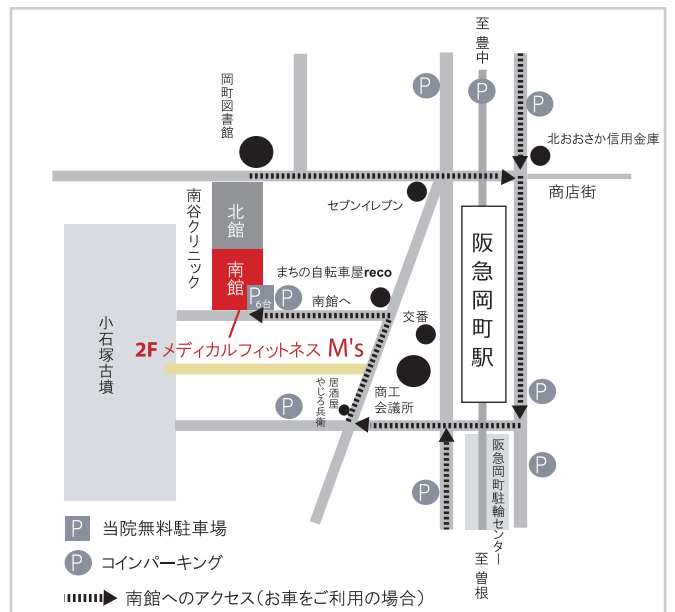 至豊中
P
P
P
岡町図書館
北おおさか信用金庫
商店街
セブンイレブン
南谷クリニック
北館
南館
P
6台
P
まちの自転車屋reco
南館へ
交番
阪急岡町駅
小石塚古墳
2F メディカルフィットネス M's
居酒屋
やじろ兵衛
商工
会議所
P
P
P
P
阪急岡町駐輪センター
至曽根
P 当院無料駐車場
P コインパーキング
南館へのアクセス(お車をご利用の場合)